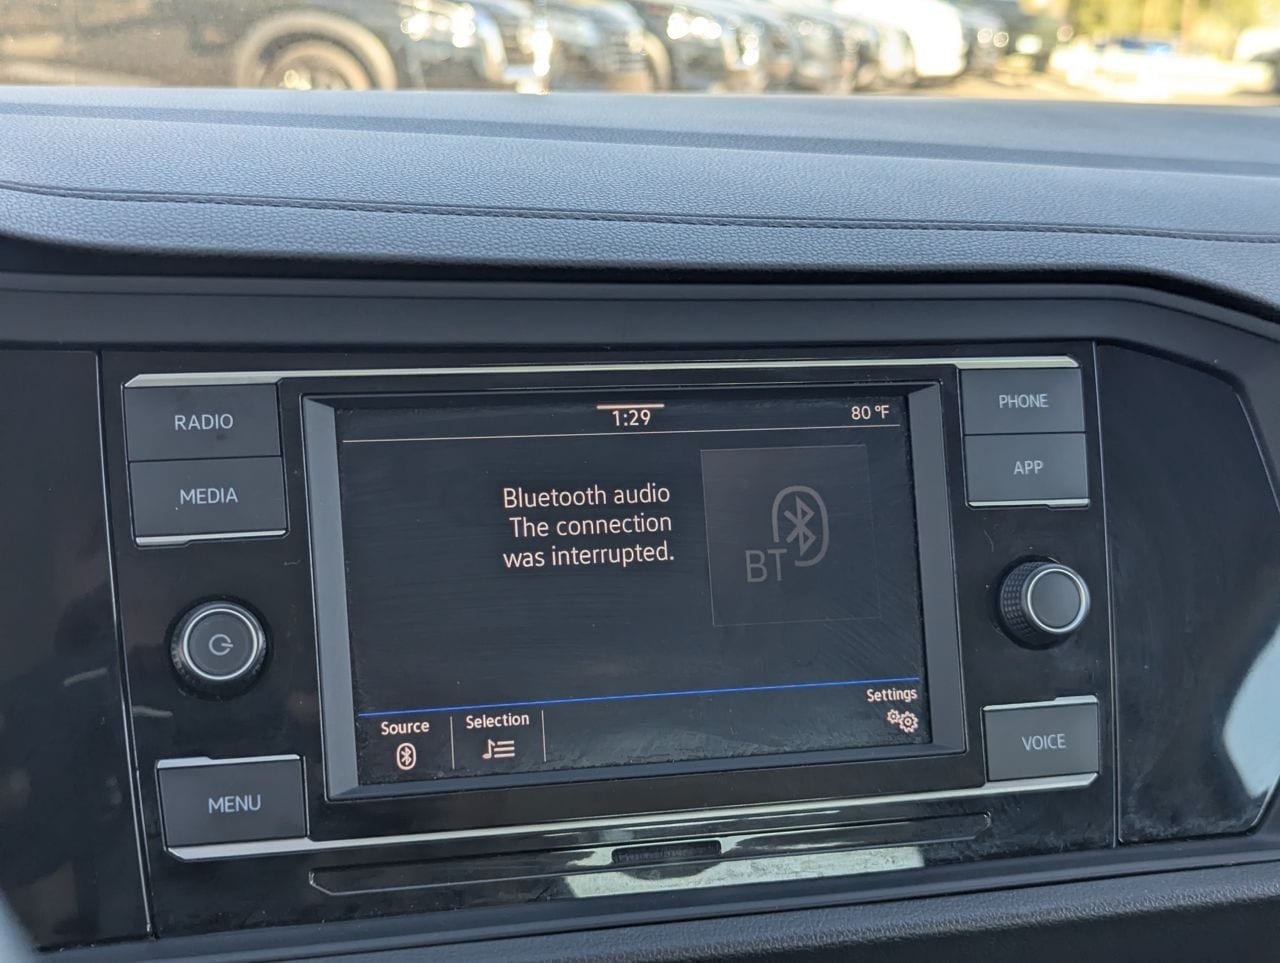 RADIO
MEDIA
MENU
1:29
80 °F
Bluetooth audio
The connection
was interrupted.
BT
Source
Selection
Settings
PHONE
APP
VOICE